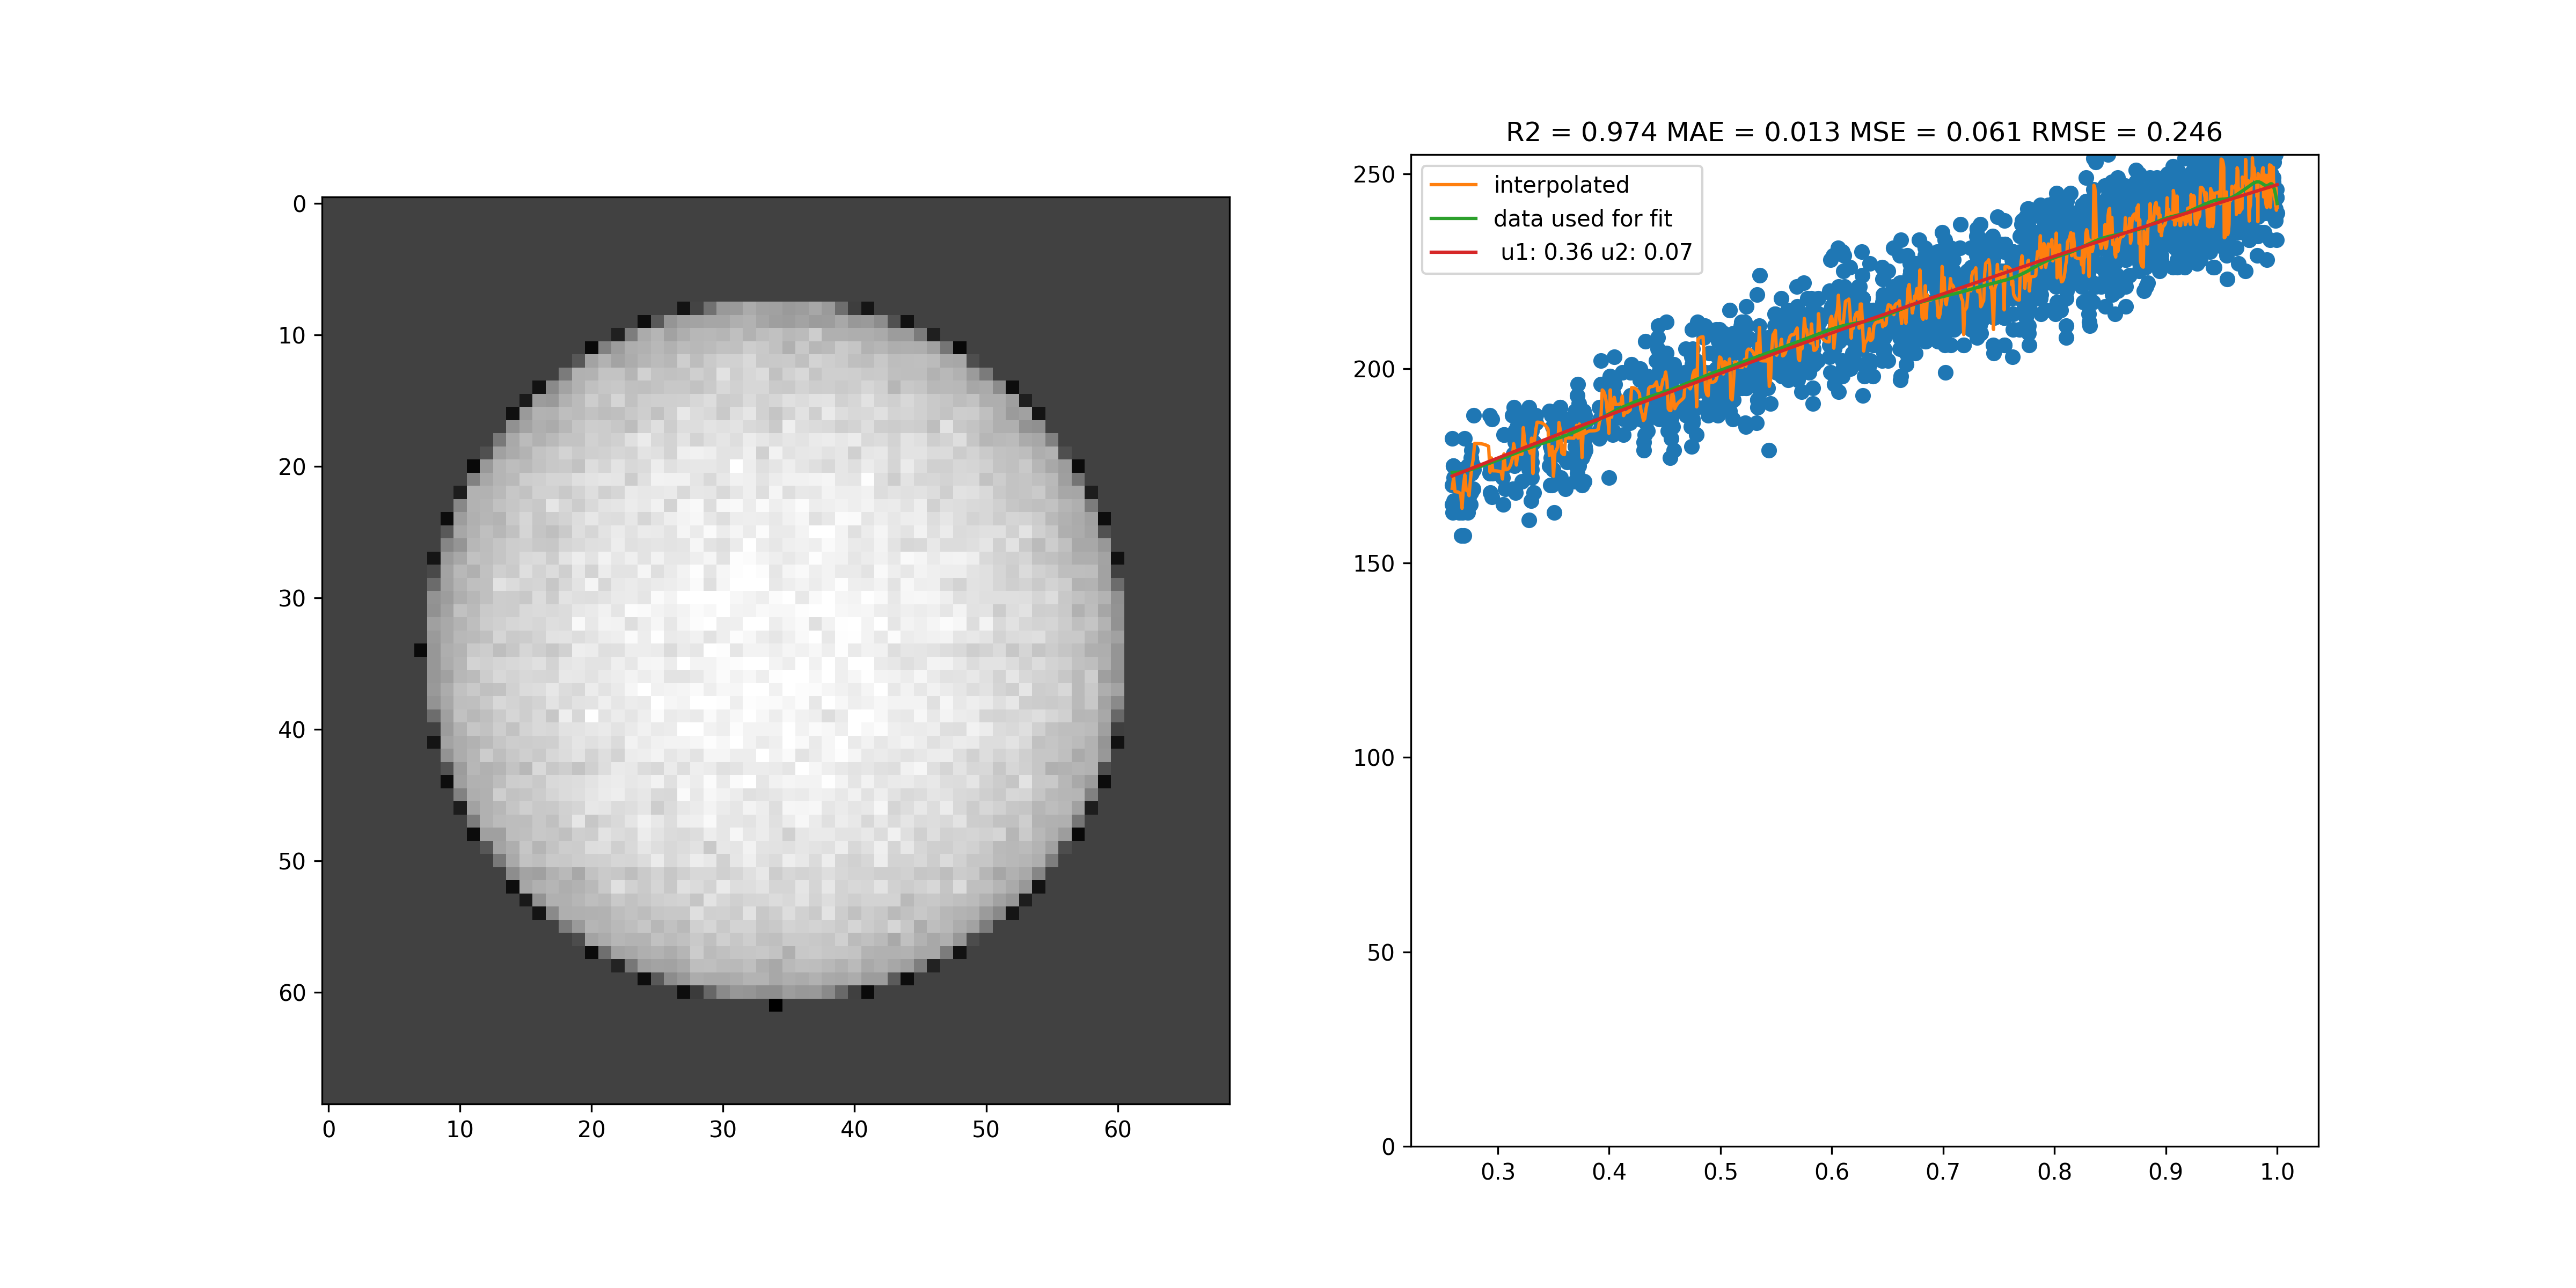 R2 = 0.974 MAE = 0.013 MSE = 0.061 RMSE = 0.246
interpolated
data used for fit
u1: 0.36 u2: 0.07
0
10
20
30
40
50
60
0 10 20 30 40 50 60
250
200
150
100
50
0
0.3 0.4 0.5 0.6 0.7 0.8 0.9 1.0